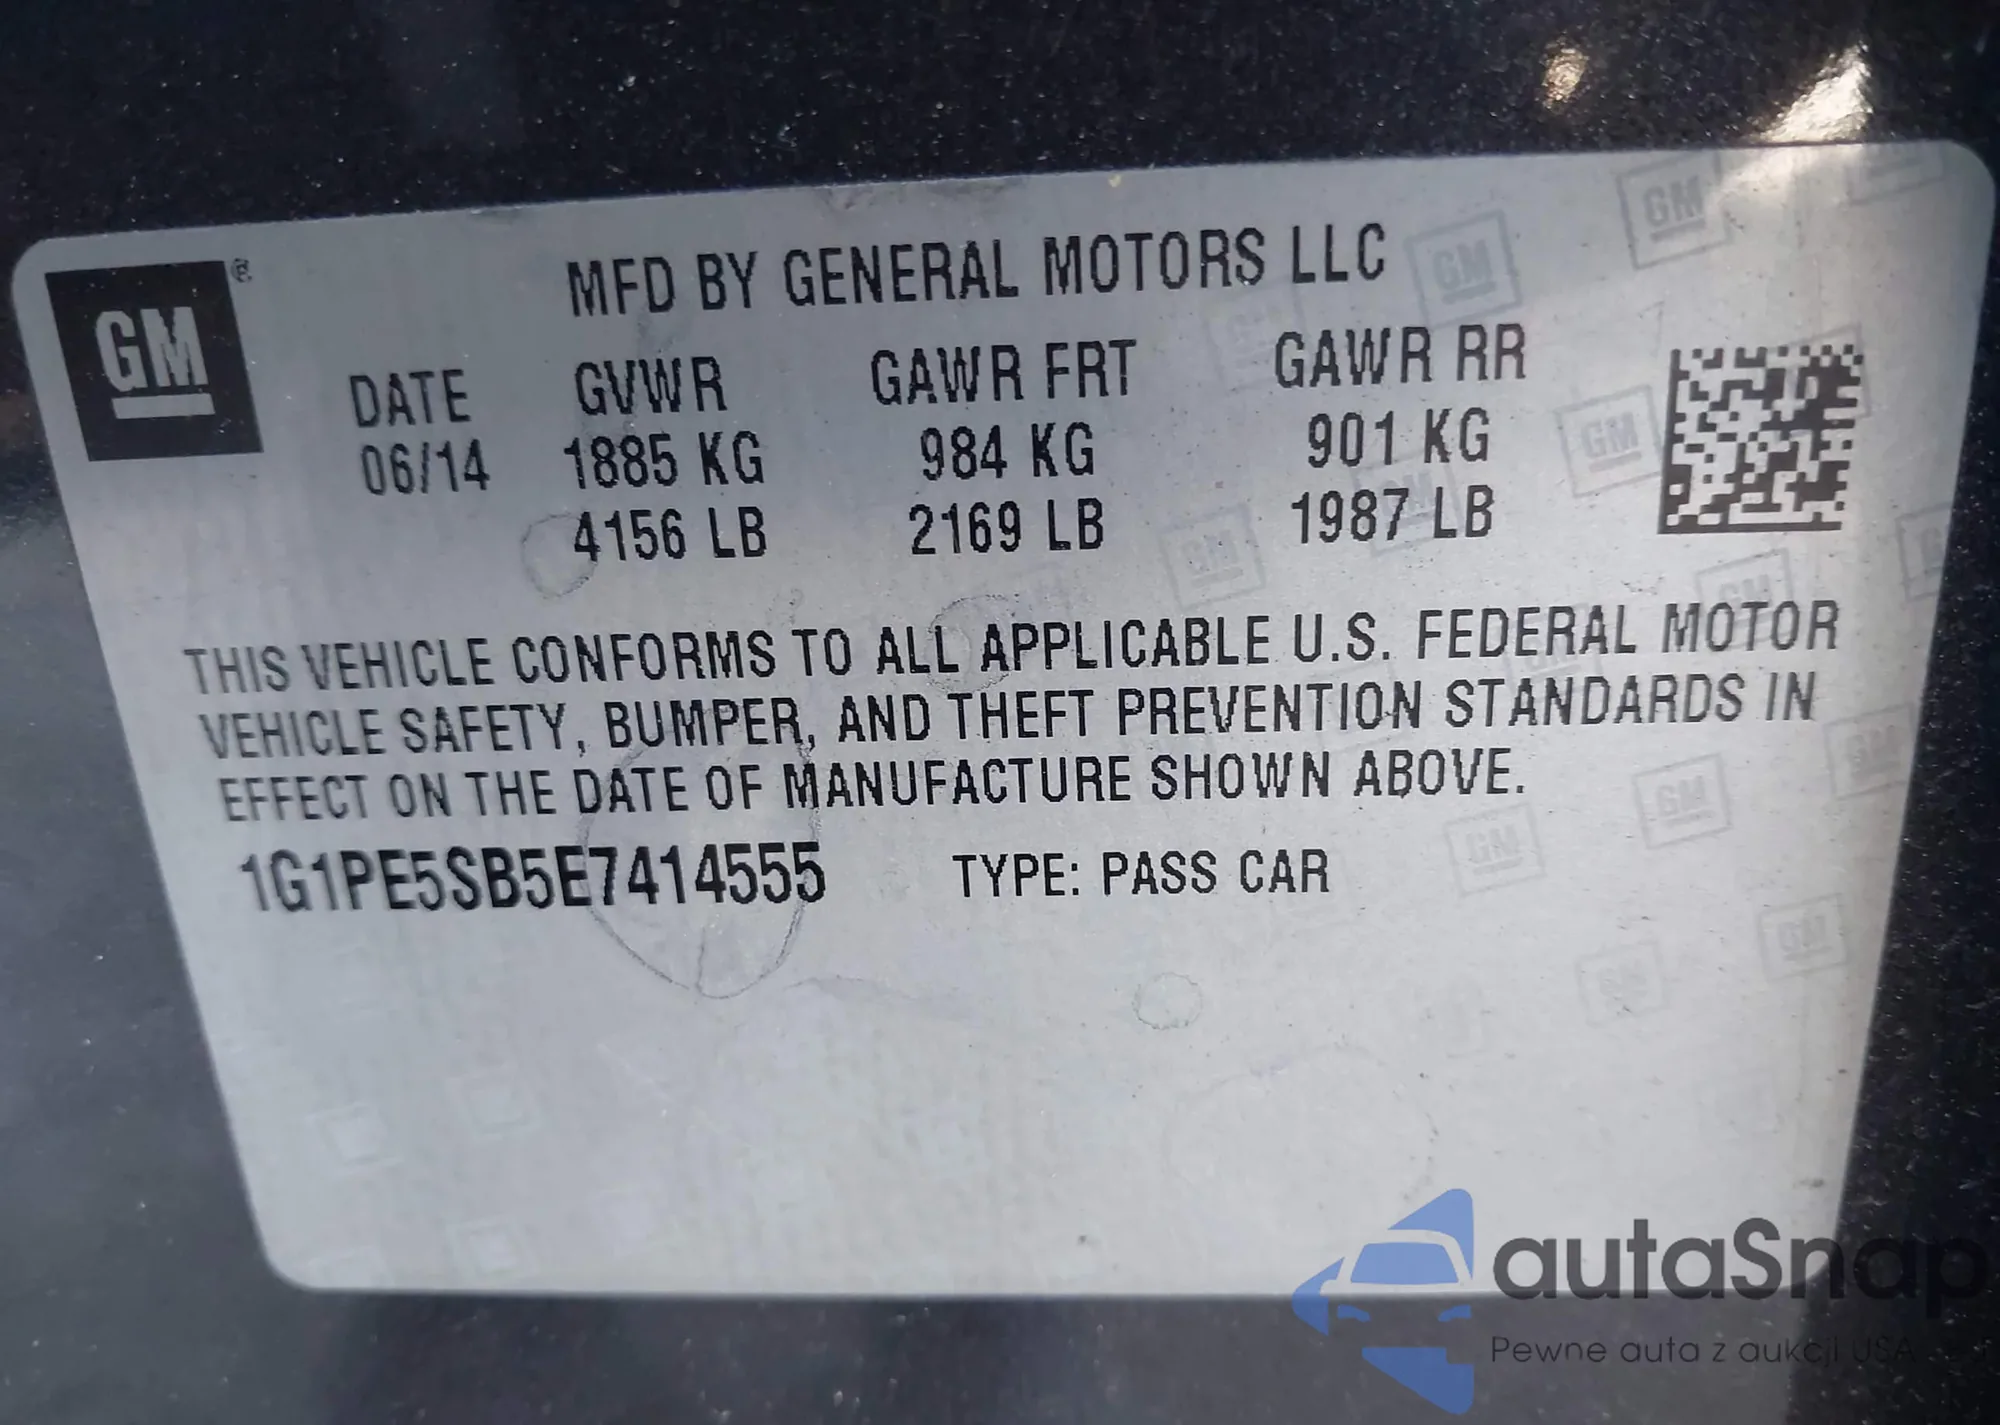 GM®
MFD BY GENERAL MOTORS LLC
DATE GVWR GAWR FRT GAWR RR
06/14 1885 KG 984 KG 901 KG
4156 LB 2169 LB 1987 LB
THIS VEHICLE CONFORMS TO ALL APPLICABLE U.S. FEDERAL MOTOR
VEHICLE SAFETY, BUMPER, AND THEFT PREVENTION STANDARDS IN
EFFECT ON THE DATE OF MANUFACTURE SHOWN ABOVE.
1G1PE5SB5E7414555 TYPE: PASS CAR
autaSnap
Pewne auta z aukcji USA